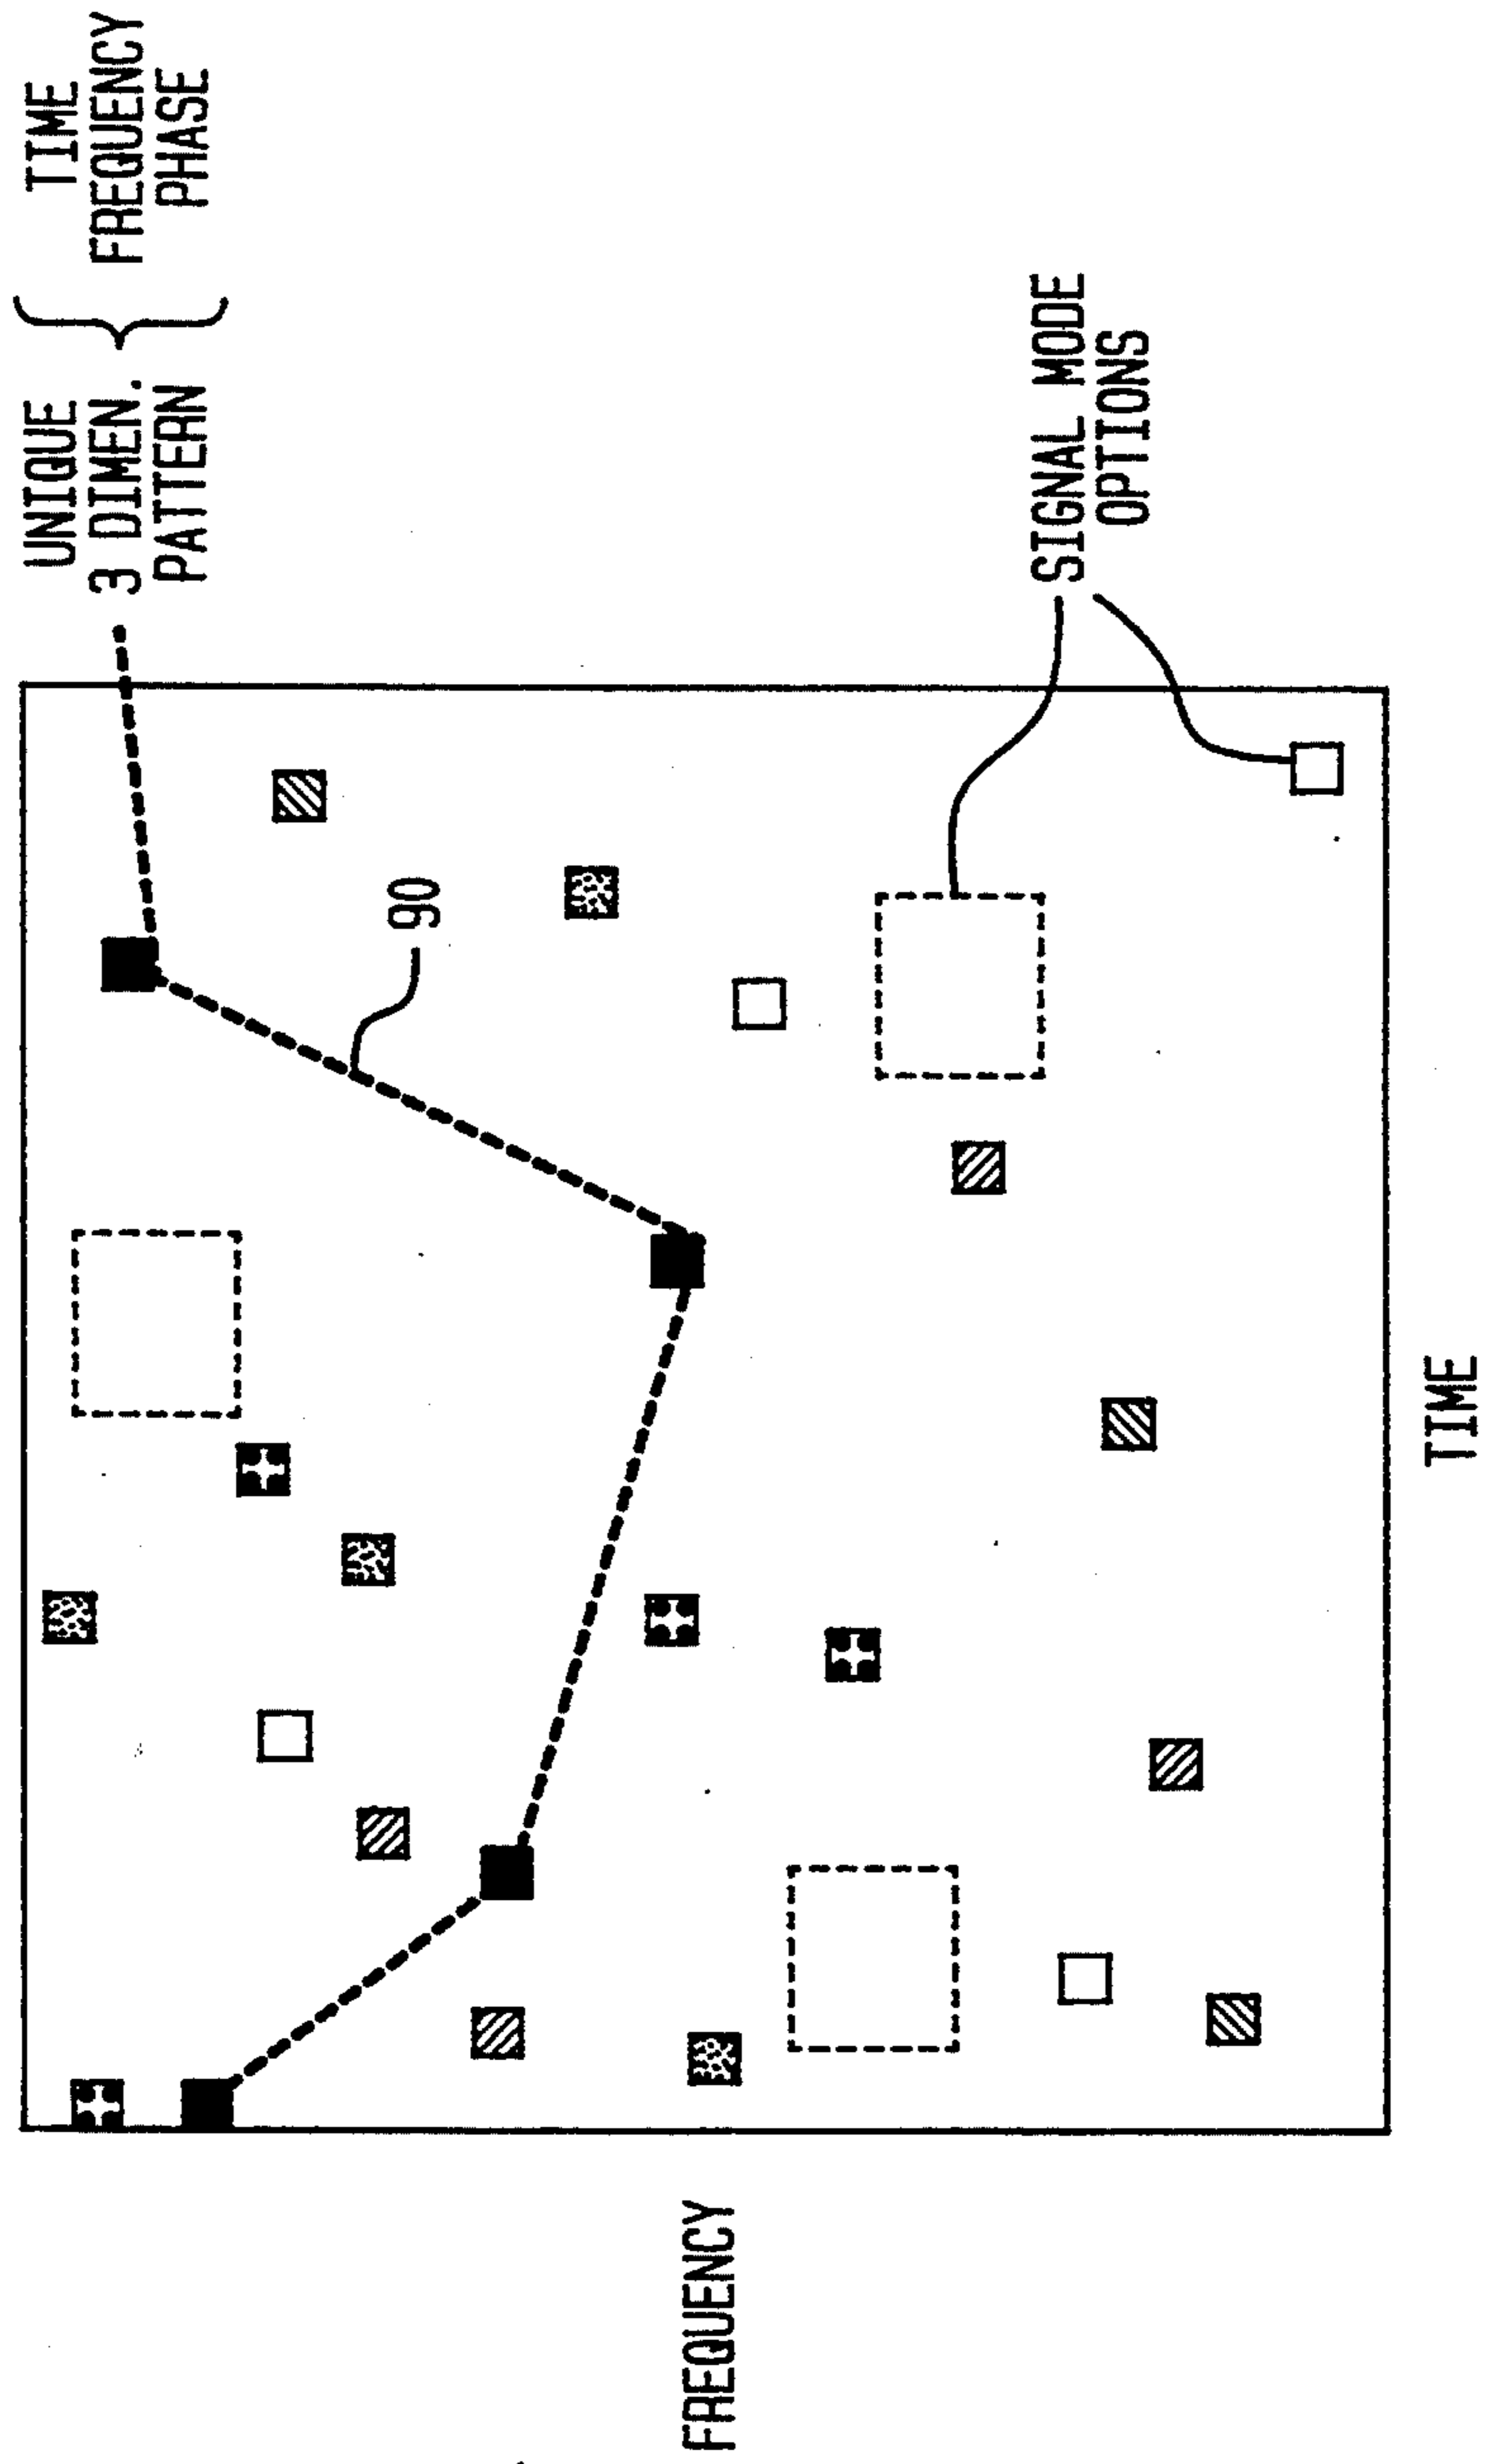 UNIQUE
3 DIMEN.
PATTERN
TIME
FREQUENCY
PHASE
90
SIGNAL MODE
OPTIONS
FREQUENCY
TIME